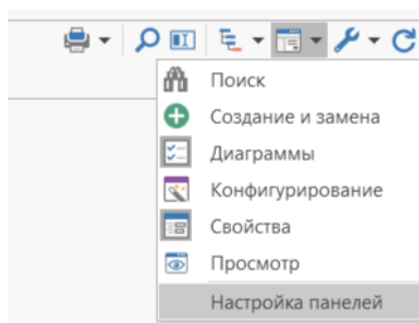 Поиск
Создание и замена
Диаграммы
Конфигурирование
Свойства
Просмотр
Настройка панелей